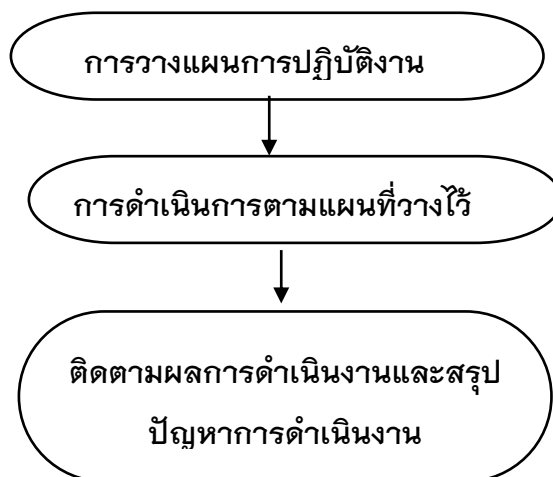 การวางแผนการปฏิบัติงาน
การดำเนินการตามแผนที่วางไว้
ติดตามผลการดำเนินงานและสรุป
ปัญหาการดำเนินงาน